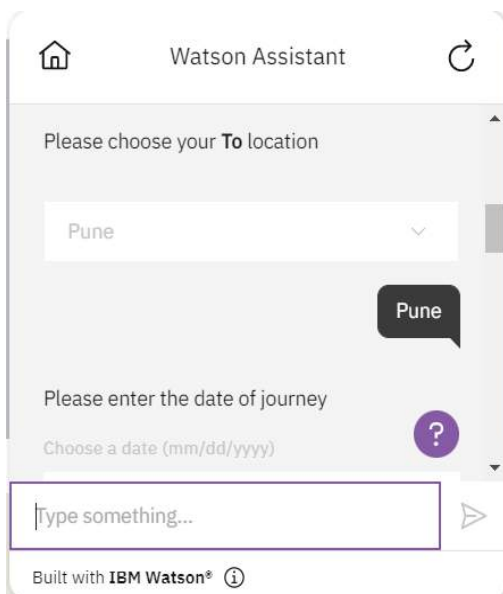 Watson Assistant
Please choose your To location
Pune
Pune
Please enter the date of journey
?
Choose a date (mm/dd/yyyy)
Type something...
Built with IBM Watson®